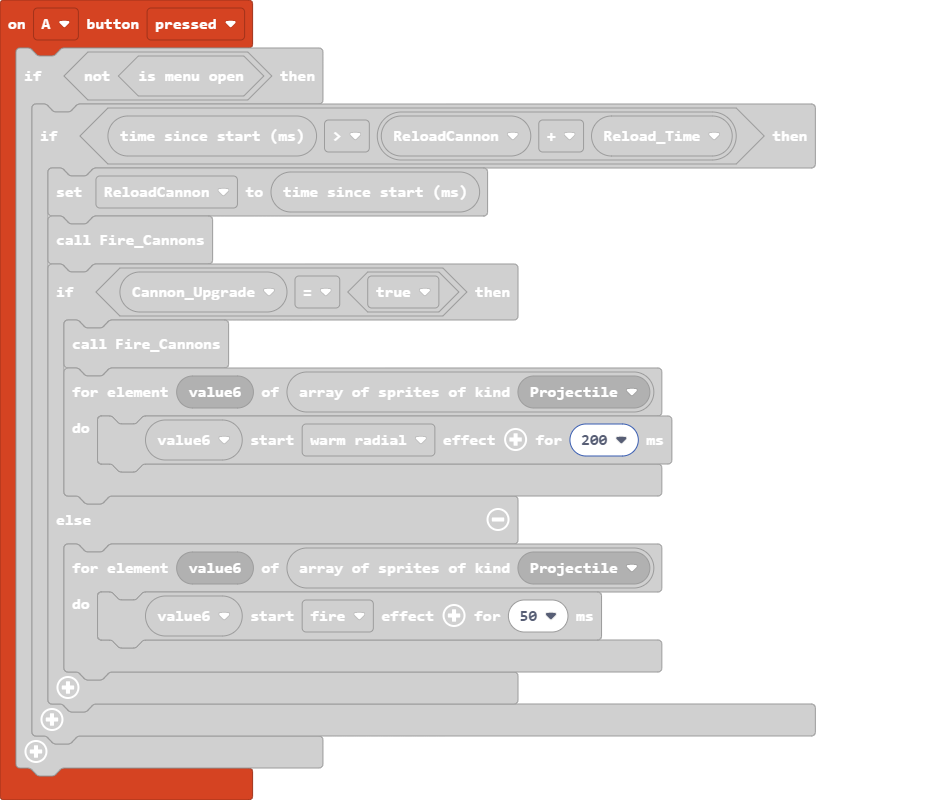 on A button pressed
if not is menu open then
if time since start (ms) > ReloadCannon + Reload_Time then
set ReloadCannon to time since start (ms)
call Fire_Cannons
if Cannon_Upgrade = true then
call Fire_Cannons
for element value6 of array of sprites of kind Projectile
do value6 start warm radial effect for 200 ms
else
for element value6 of array of sprites of kind Projectile
do value6 start fire effect for 50 ms